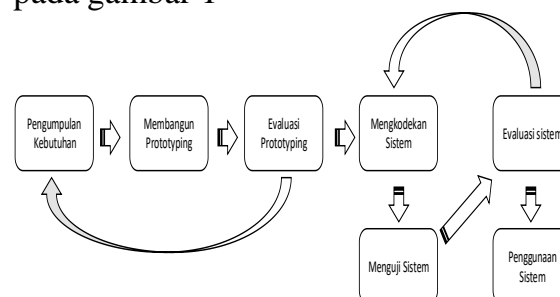 pada gambar 1
Pengumpulan
Kebutuhan
Membangun
Prototyping
Evaluasi
Prototyping
Mengkodekan
Sistem
Evaluasi sistem
Menguji Sistem
Penggunaan
Sistem